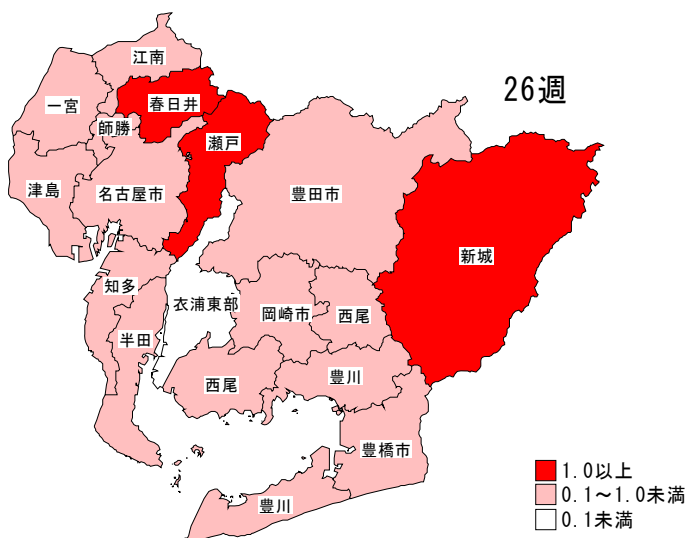 江南
26週
春日井
一宮
師勝
瀬戸
津島
名古屋市
豊田市
新城
知多
衣浦東部
岡崎市
西尾
半田
西尾
豊川
豊橋市
1.0以上
0.1～1.0未満
豊川
0.1未満